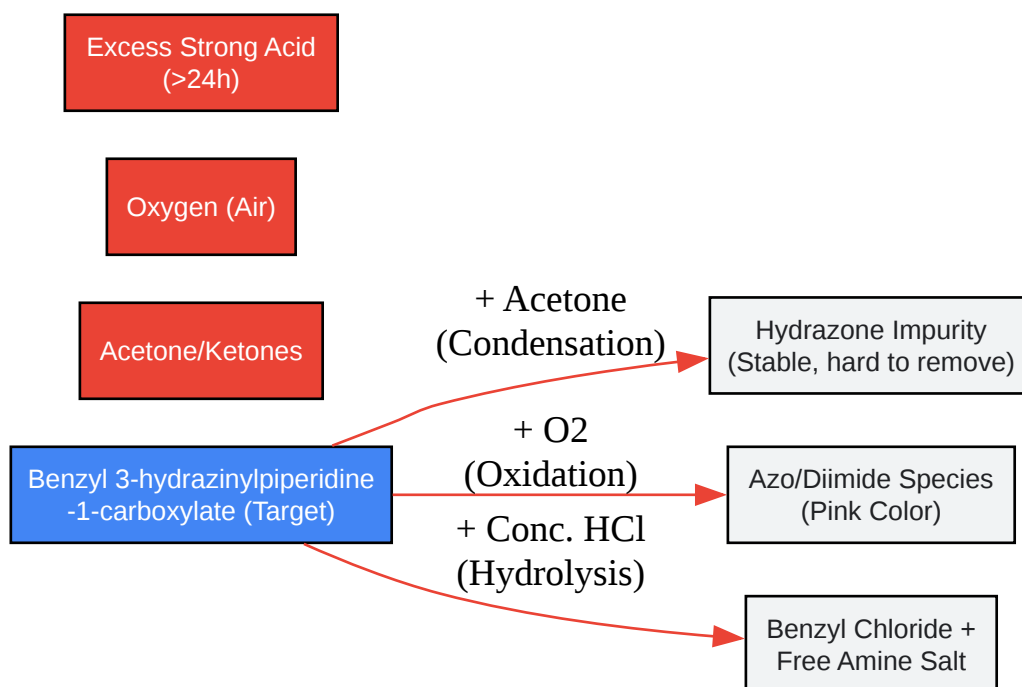 Excess Strong Acid
(>24h)
Oxygen (Air)
Acetone/Ketones
+ Acetone
(Condensation)
Hydrazone Impurity
(Stable, hard to remove)
Benzyl 3-hydrazinylpiperidine
-1-carboxylate (Target)
+ O2
(Oxidation)
Azo/Diimide Species
(Pink Color)
+ Conc. HCl
(Hydrolysis)
Benzyl Chloride +
Free Amine Salt